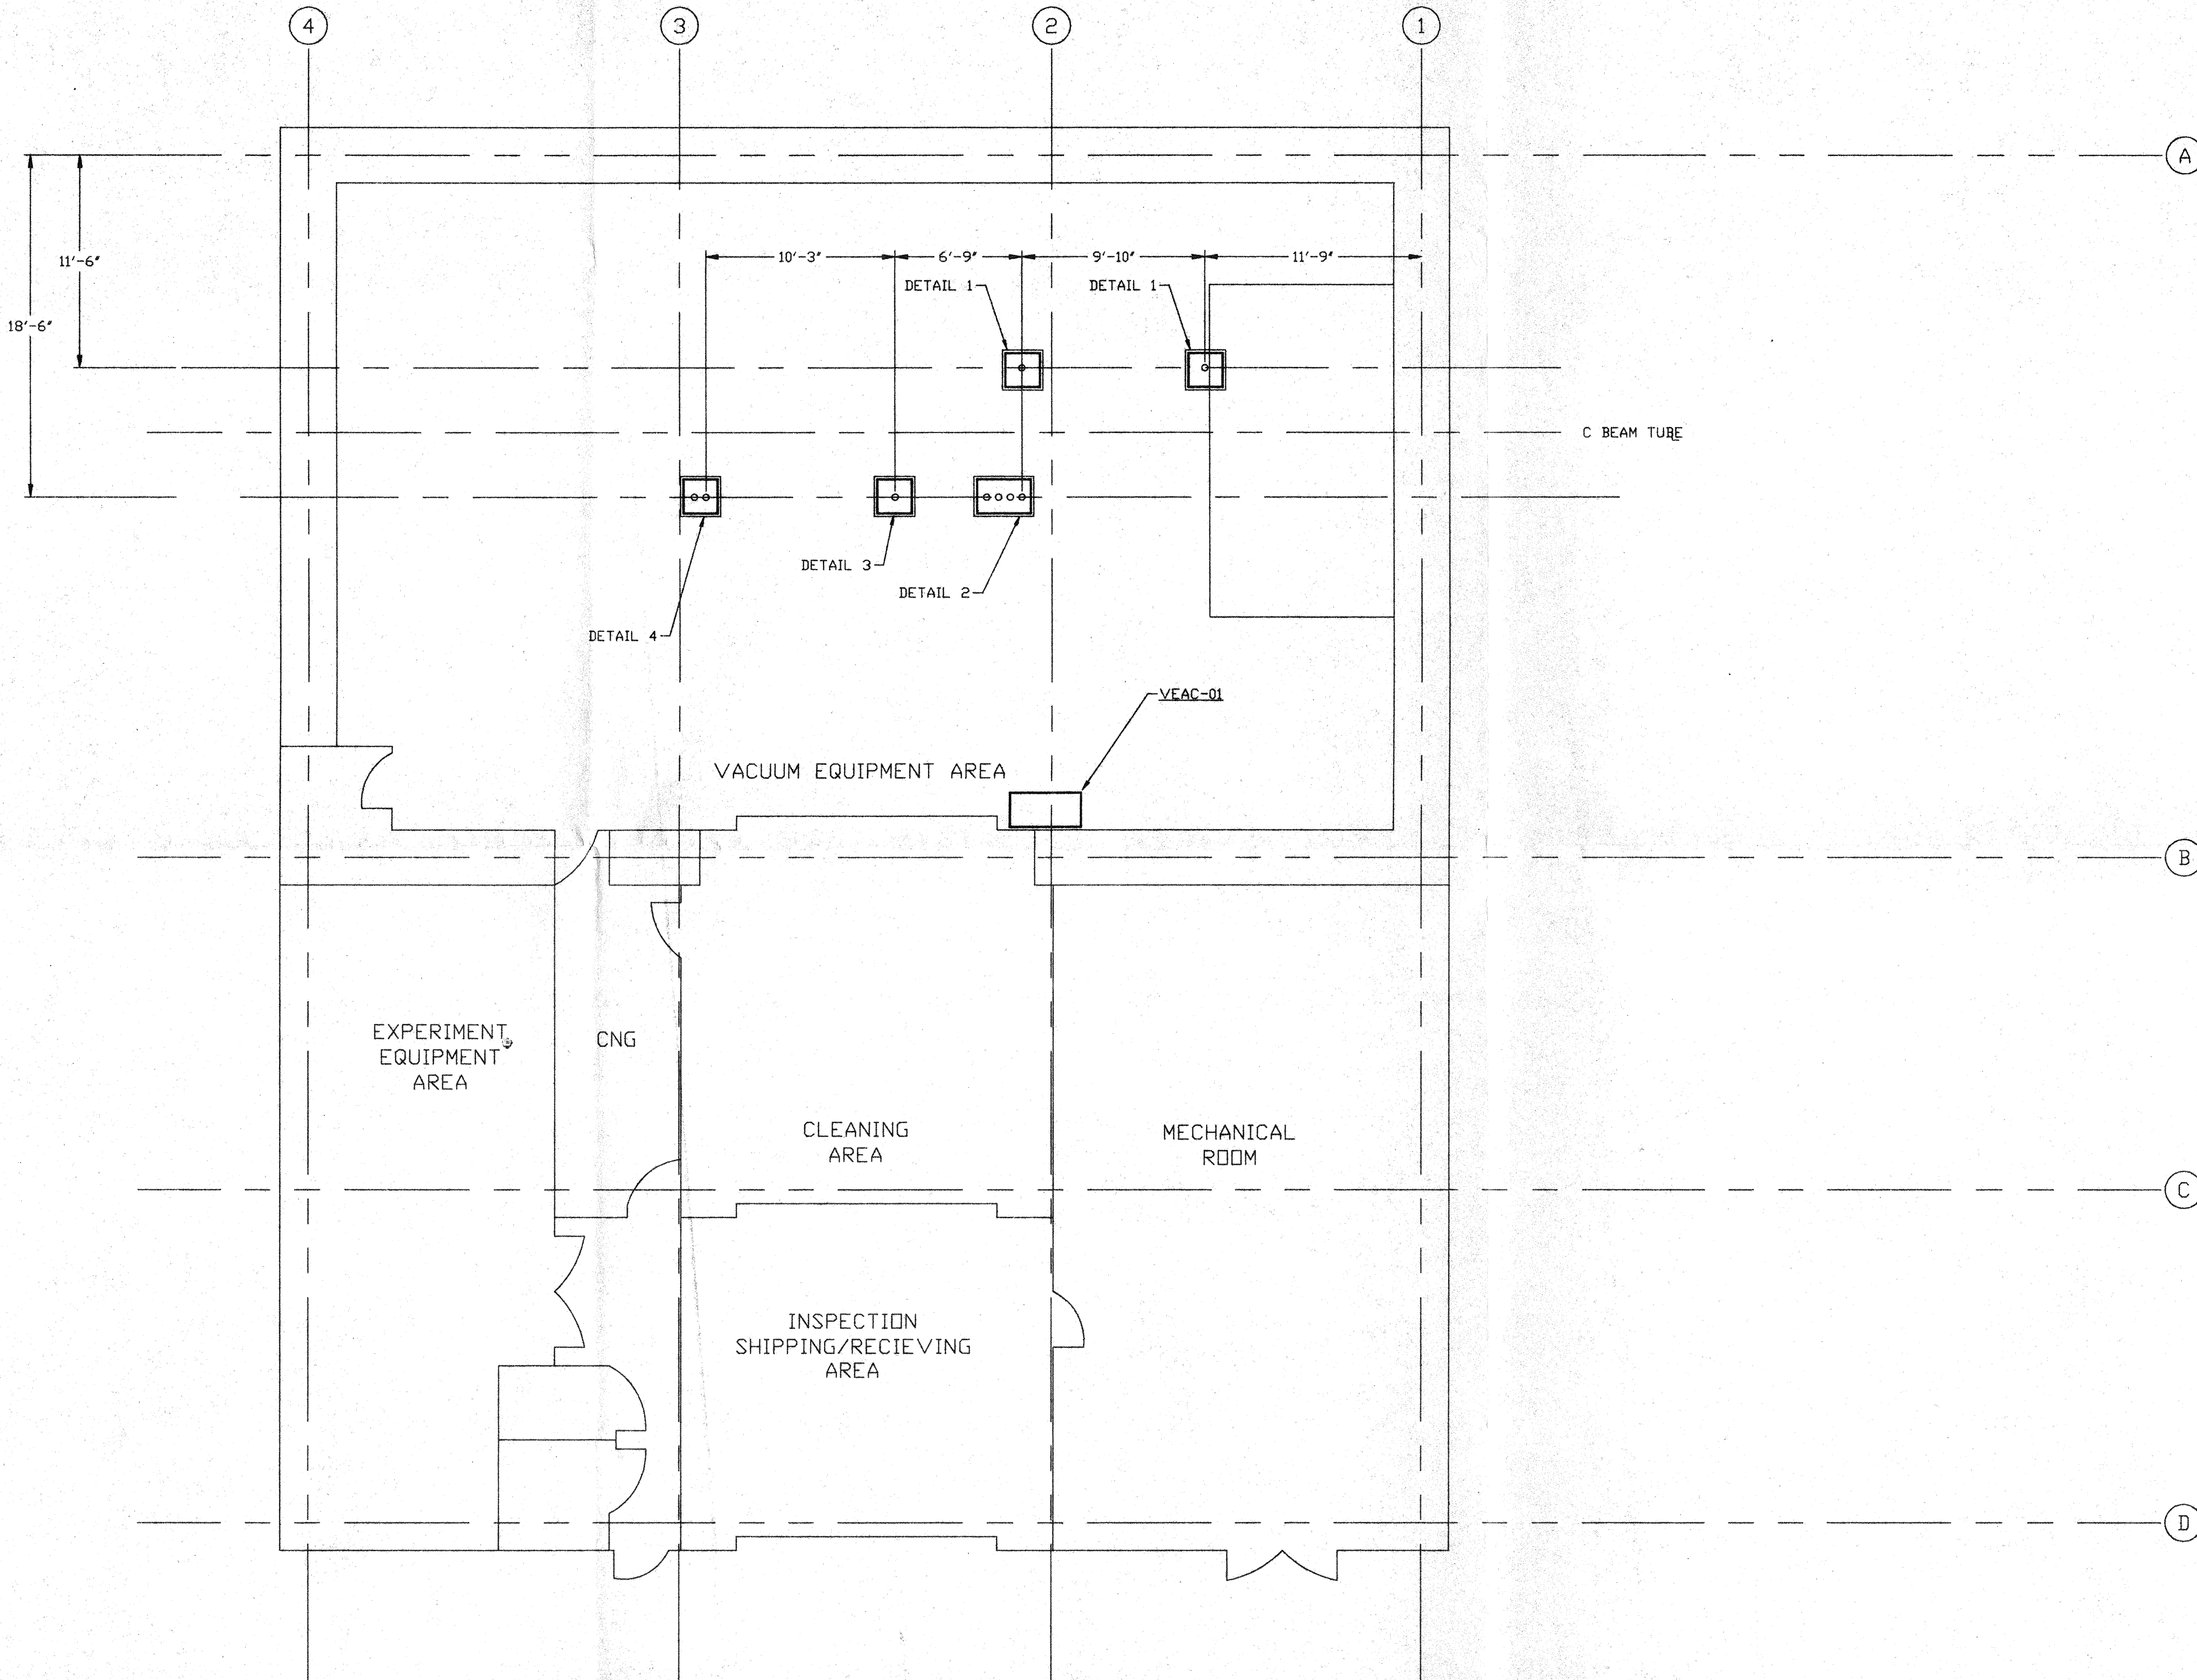 4
3
2
1
A
10'-3"
6'-9"
9'-10"
11'-9"
11'-6"
DETAIL 1
DETAIL 1
18'-6"
C BEAM TUBE
DETAIL 3
DETAIL 2
DETAIL 4
VEAC-01
VACUUM EQUIPMENT AREA
B
EXPERIMENT
EQUIPMENT
AREA
CNG
CLEANING
AREA
MECHANICAL
ROOM
C
INSPECTION
SHIPPING/RECIEVING
AREA
D